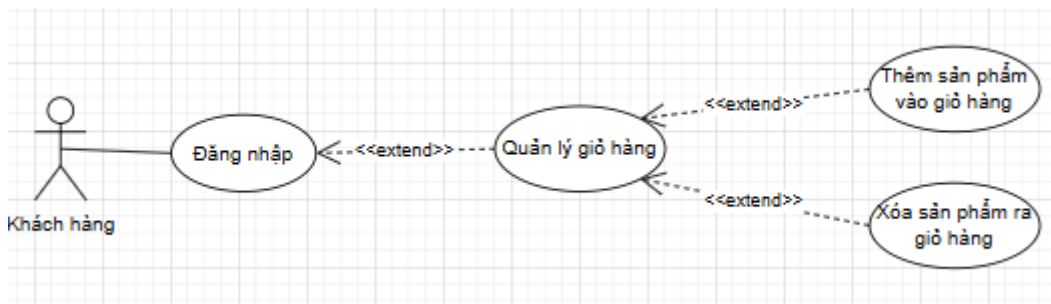 Khách hàng
Đăng nhập
<<extend>>
Quản lý giỏ hàng
<<extend>>
Thêm sản phẩm
vào giỏ hàng
<<extend>>
Xóa sản phẩm ra
giỏ hàng